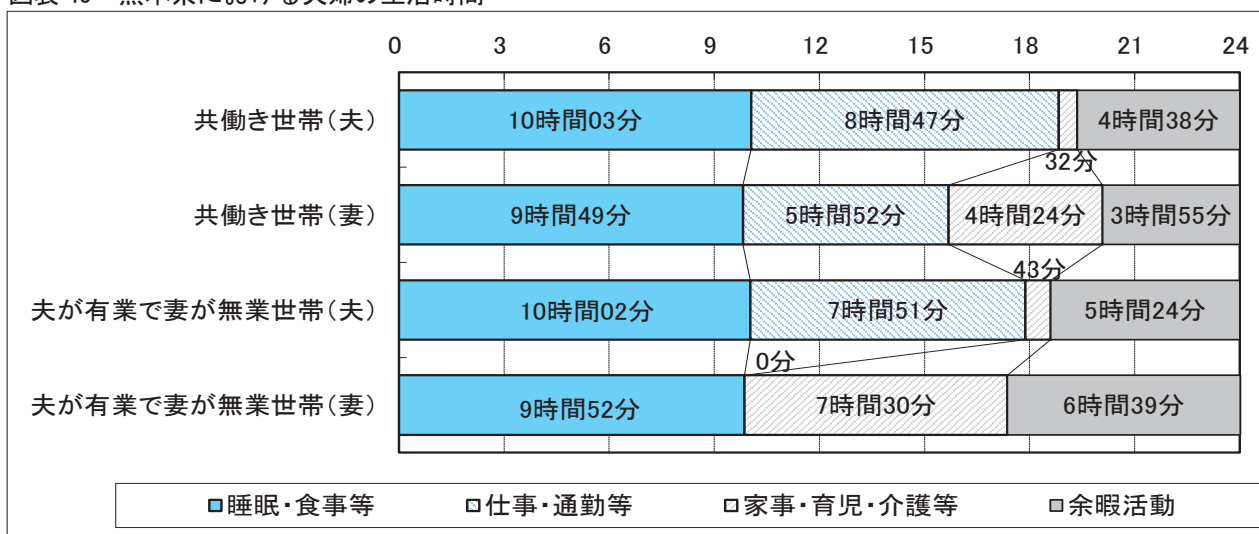 0 3 6 9 12 15 18 21 24
共働き世帯(夫) 10時間03分 8時間47分 4時間38分
32分
共働き世帯(妻) 9時間49分 5時間52分 4時間24分 3時間55分
43分
夫が有業で妻が無業世帯(夫) 10時間02分 7時間51分 5時間24分
0分
夫が有業で妻が無業世帯(妻) 9時間52分 7時間30分 6時間39分
睡眠・食事等 仕事・通勤等 家事・育児・介護等 余暇活動